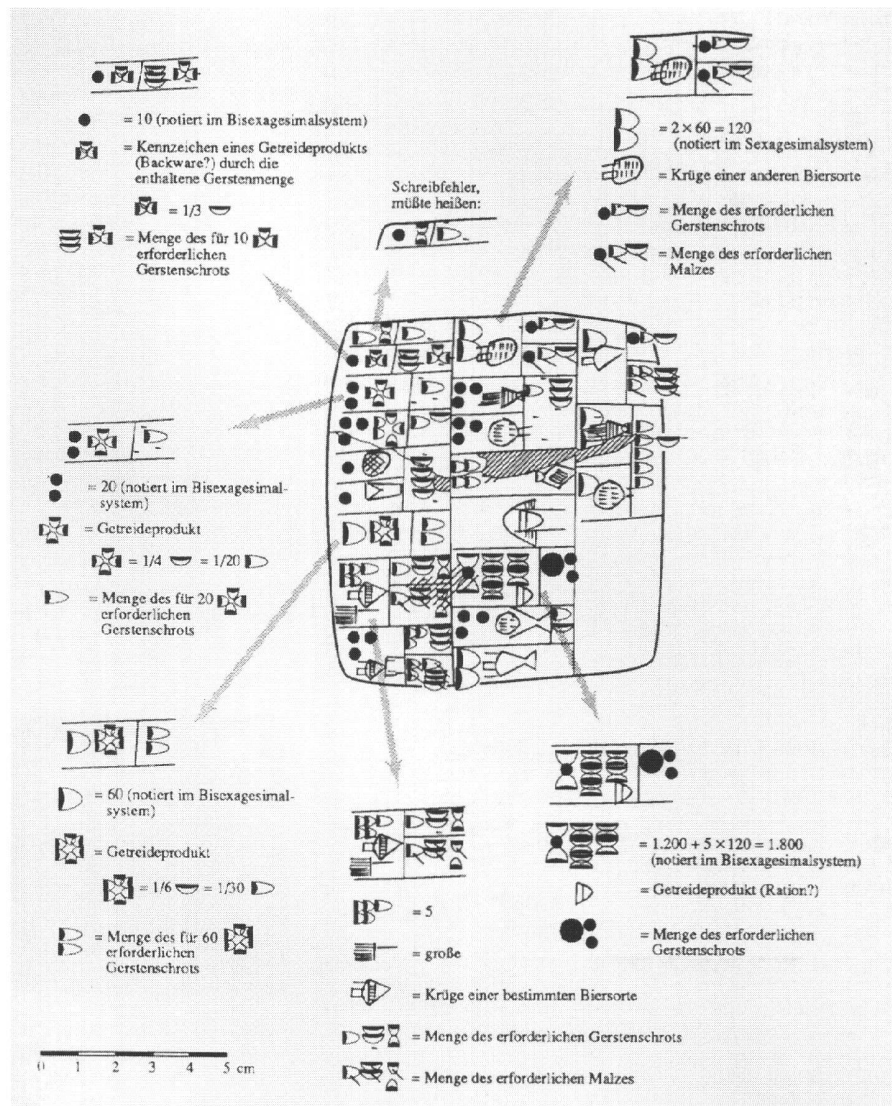 = 10 (notiert im Bisexagesimalsystem)
= Kennzeichen eines Getreideprodukts
(Backware?) durch die
enthaltene Gerstenmenge
= 1/3
= Menge des für 10
erforderlichen
Gerstenschrots
Schreibfehler,
müßte heißen:
= 2 × 60 = 120
(notiert im Sexagesimalsystem)
= Krüge einer anderen Biersorte
= Menge des erforderlichen
Gerstenschrots
= Menge des erforderlichen
Malzes
= 20 (notiert im Bisexagesimal-
system)
= Getreideprodukt
= 1/4 = 1/20
= Menge des für 20
erforderlichen
Gerstenschrots
= 60 (notiert im Bisexagesimal-
system)
= Getreideprodukt
= 1/6 = 1/30
= Menge des für 60
erforderlichen
Gerstenschrots
= 5
= große
= Krüge einer bestimmten Biersorte
= Menge des erforderlichen Gerstenschrots
= Menge des erforderlichen Malzes
= 1.200 + 5 × 120 = 1.800
(notiert im Bisexagesimalsystem)
= Getreideprodukt (Ration?)
= Menge des erforderlichen
Gerstenschrots
0 1 2 3 4 5 cm